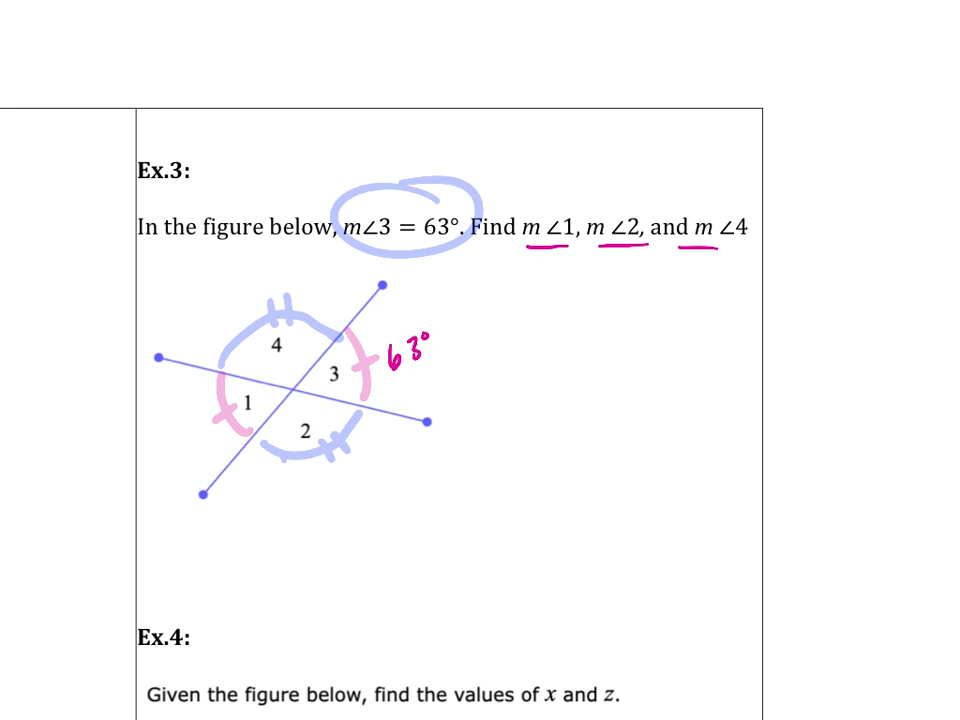 Ex.3:
In the figure below, m∠3 = 63°. Find m ∠1, m ∠2, and m ∠4
4
63°
3
1
2
Ex.4:
Given the figure below, find the values of x and z.